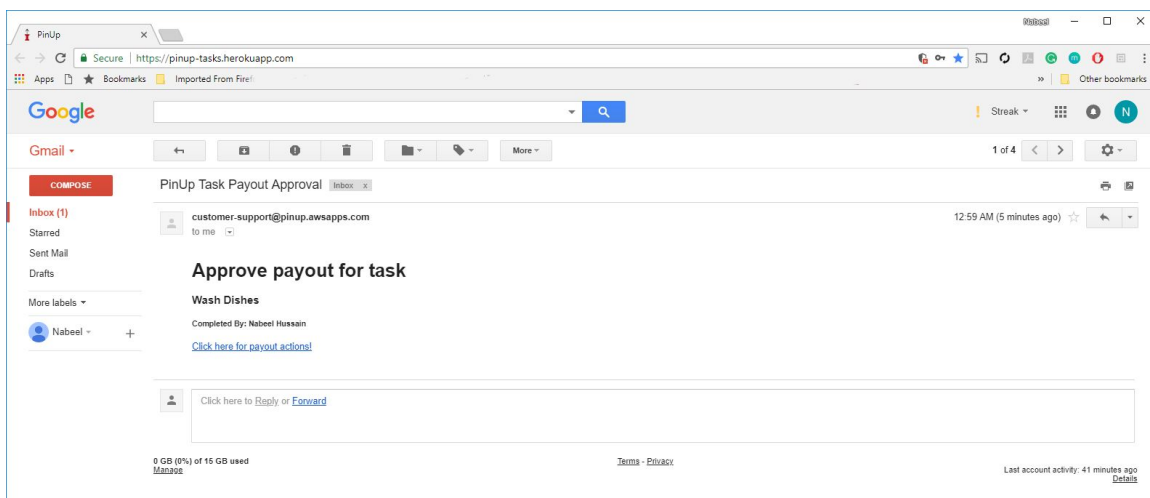 Nabeel
PinUp
Secure | https://pinup-tasks.herokuapp.com
Apps Bookmarks Imported From Firef
» Other bookmarks
Google
Streak
N
Gmail
More
1 of 4
COMPOSE
PinUp Task Payout Approval Inbox x
Inbox (1)
Starred
Sent Mail
Drafts
More labels
Nabeel +
customer-support@pinup.awsapps.com
to me
12:59 AM (5 minutes ago)
Approve payout for task
Wash Dishes
Completed By: Nabeel Hussain
Click here for payout actions!
Click here to Reply or Forward
0 GB (0%) of 15 GB used
Manage
Terms - Privacy
Last account activity: 41 minutes ago
Details